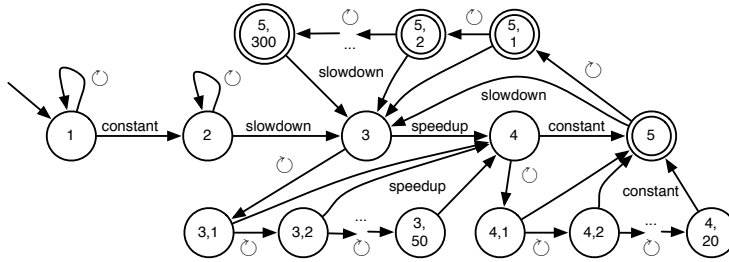 5, 300
...
5, 2
5, 1
slowdown
slowdown
1
constant
2
slowdown
3
speedup
4
constant
5
speedup
constant
3,1
3,2
...
3, 50
4,1
4,2
...
4, 20